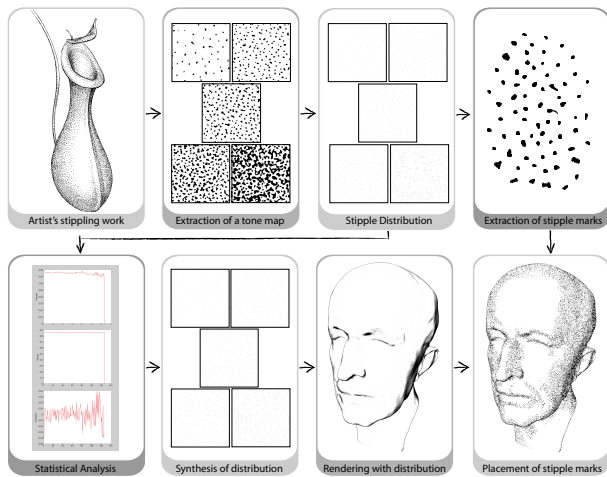 Artist's stippling work
Extraction of a tone map
Stipple Distribution
Extraction of stipple marks
Statistical Analysis
Synthesis of distribution
Rendering with distribution
Placement of stipple marks